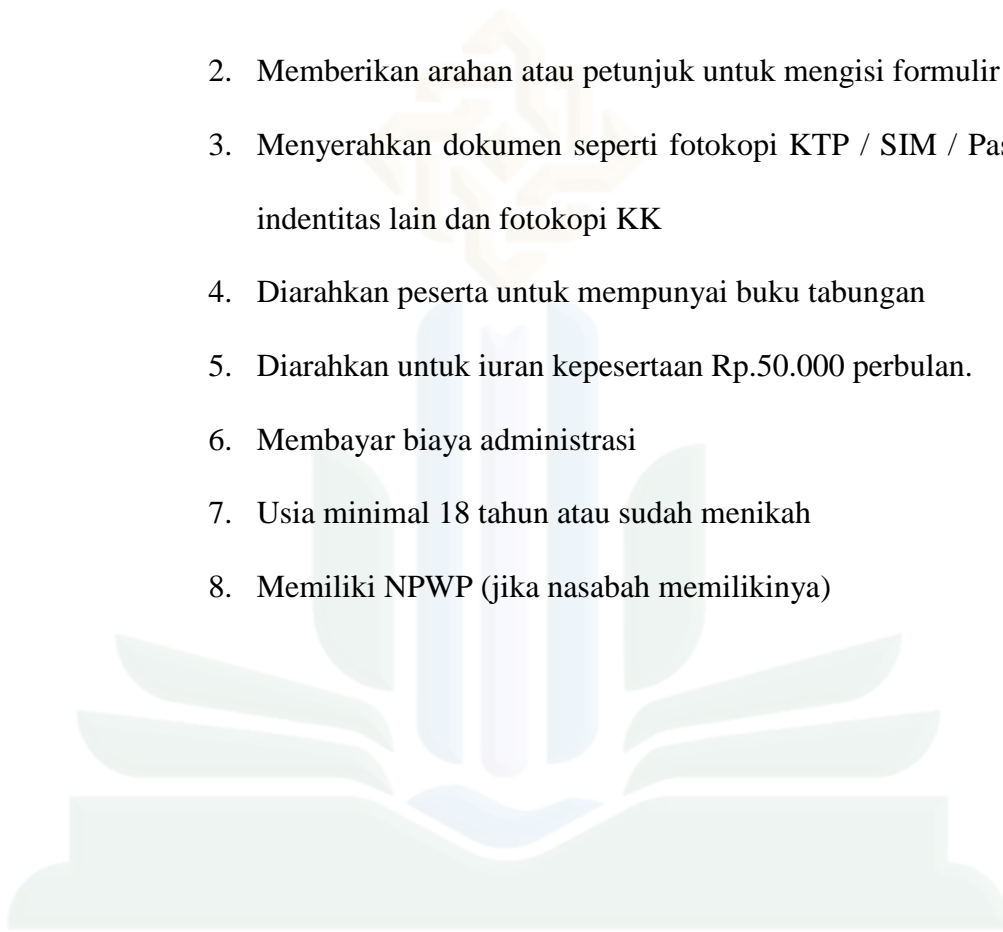 2. Memberikan arahan atau petunjuk untuk mengisi formulir
3. Menyerahkan dokumen seperti fotokopi KTP / SIM /
indentitas lain dan fotokopi KK
4. Diarahkan peserta untuk mempunyai buku tabungan
5. Diarahkan untuk iuran kepesertaan Rp.50.000 perbulan.
6. Membayar biaya administrasi
7. Usia minimal 18 tahun atau sudah menikah
8. Memiliki NPWP (jika nasabah memilikinya)